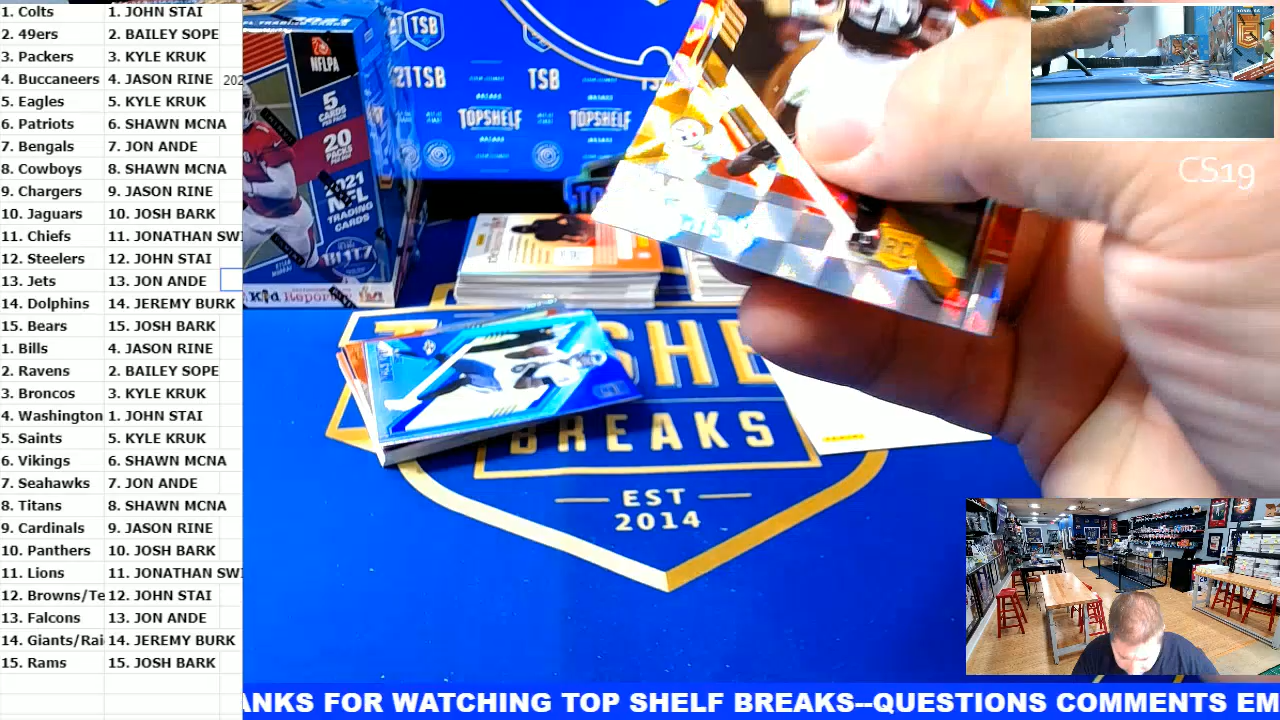 1. Colts 1. JOHN STAI
2. 49ers 2. BAILEY SOPE
3. Packers 3. KYLE KRUK
4. Buccaneers 4. JASON RINE 202
5. Eagles 5. KYLE KRUK
6. Patriots 6. SHAWN MCNA
7. Bengals 7. JON ANDE
8. Cowboys 8. SHAWN MCNA
9. Chargers 9. JASON RINE
10. Jaguars 10. JOSH BARK
11. Chiefs 11. JONATHAN SWI
12. Steelers 12. JOHN STAI
13. Jets 13. JON ANDE
14. Dolphins 14. JEREMY BURK
15. Bears 15. JOSH BARK
1. Bills 4. JASON RINE
2. Ravens 2. BAILEY SOPE
3. Broncos 3. KYLE KRUK
4. Washington 1. JOHN STAI
5. Saints 5. KYLE KRUK
6. Vikings 6. SHAWN MCNA
7. Seahawks 7. JON ANDE
8. Titans 8. SHAWN MCNA
9. Cardinals 9. JASON RINE
10. Panthers 10. JOSH BARK
11. Lions 11. JONATHAN SWI
12. Browns/Te 12. JOHN STAI
13. Falcons 13. JON ANDE
14. Giants/Rai 14. JEREMY BURK
15. Rams 15. JOSH BARK
NFLPA
5
CARDS
20
PACKS
2021
NFL
TRADING
CARDS
BLITZ
TSB
21TSB
TSB
TOPSHELF
TOPSHELF
CS19
SHE
BREAKS
EST
2014
ANKS FOR WATCHING TOP SHELF BREAKS--QUESTIONS COMMENTS EM